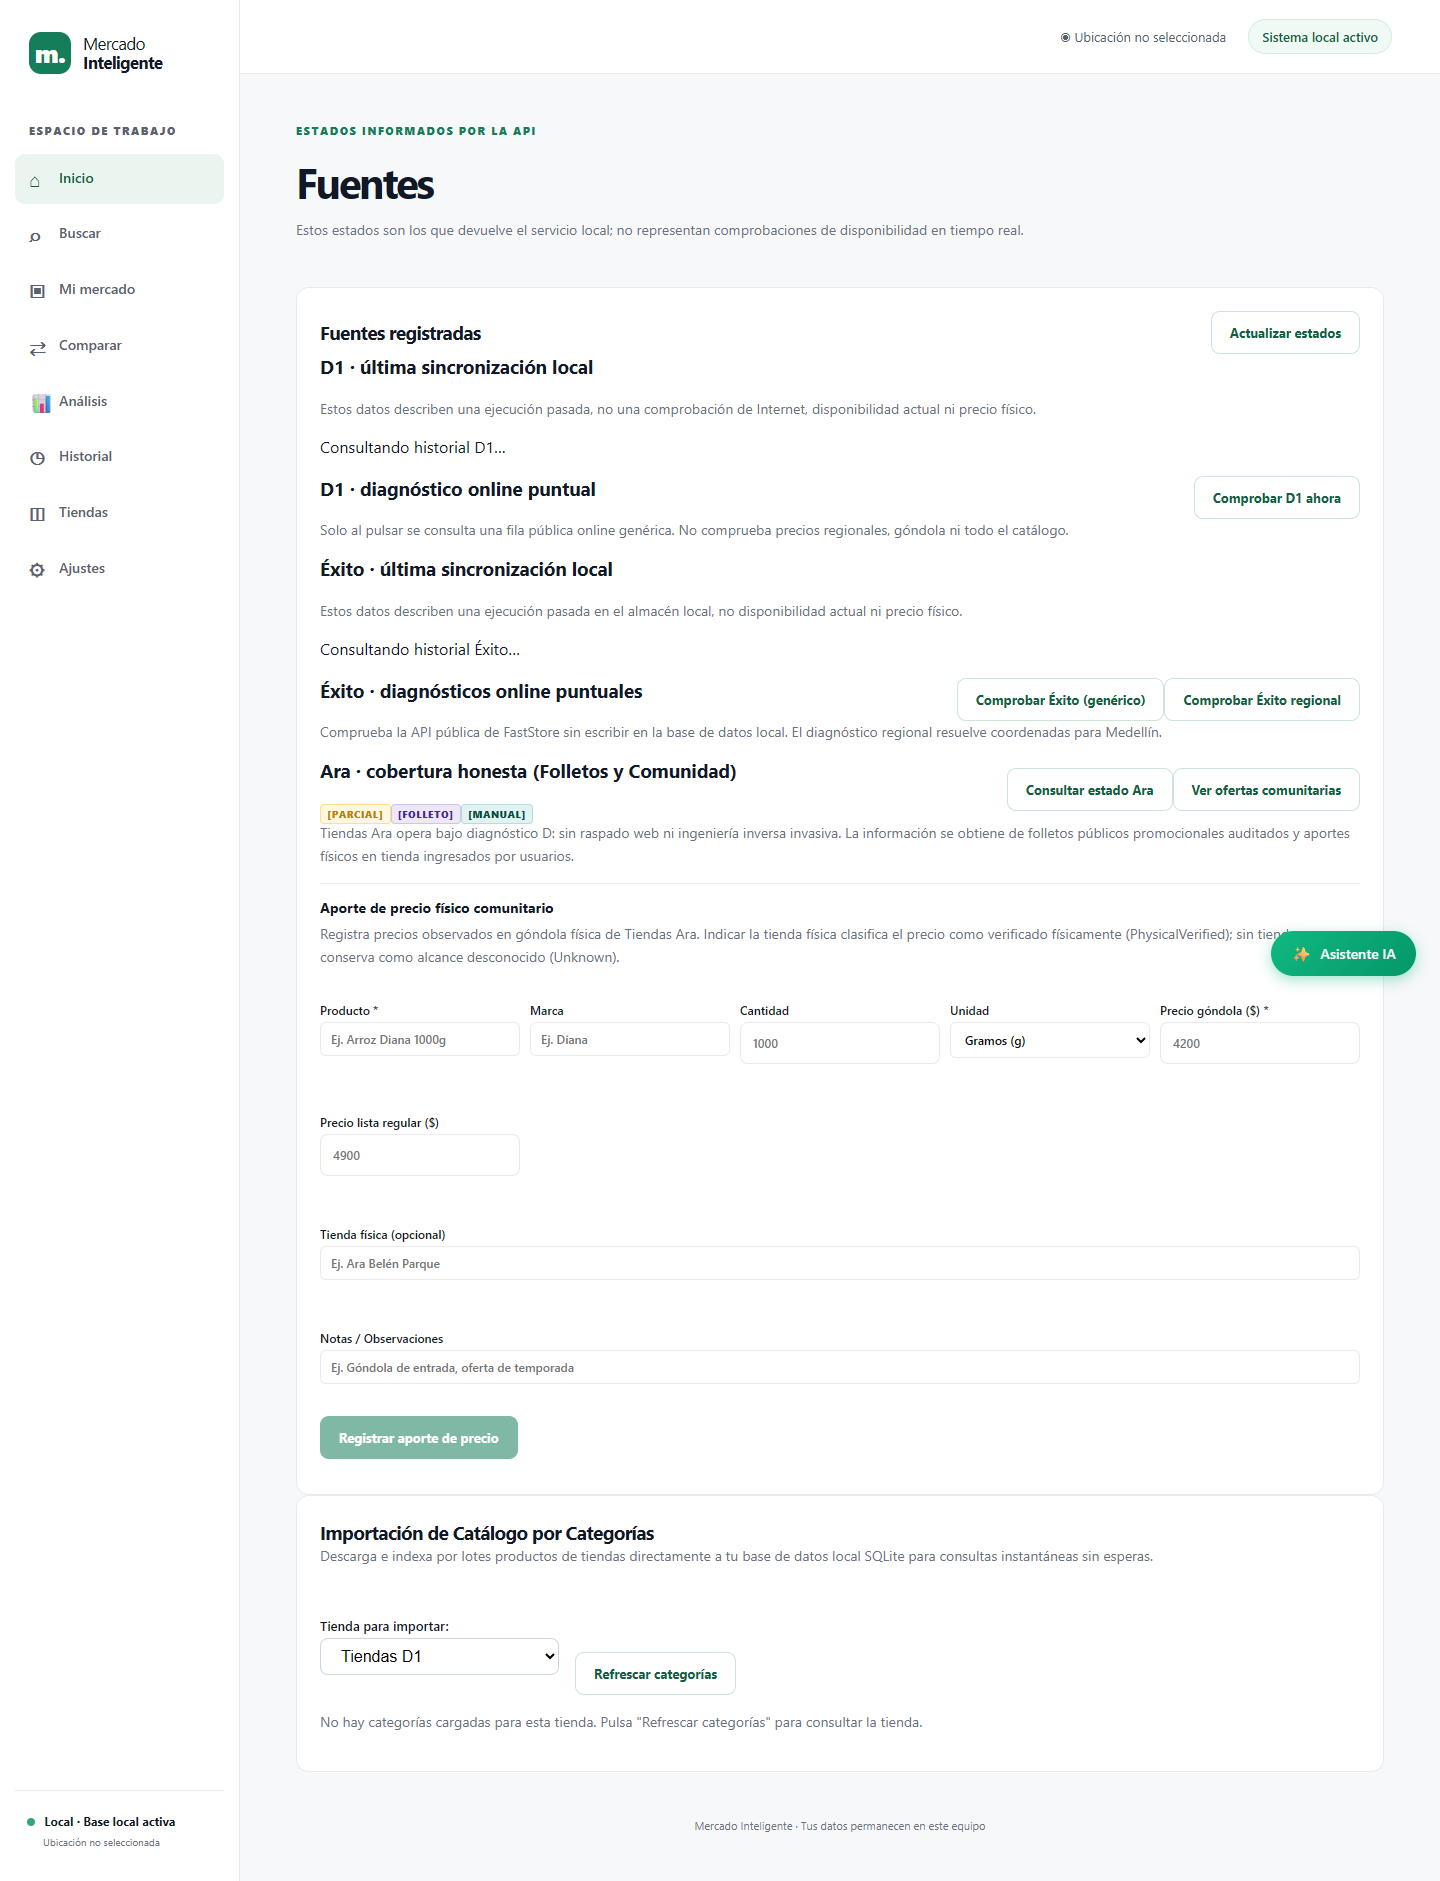 m.
Mercado
Inteligente
ESPACIO DE TRABAJO
Inicio
Buscar
Mi mercado
Comparar
Análisis
Historial
Tiendas
Ajustes
Local · Base local activa
Ubicación no seleccionada
Ubicación no seleccionada
Sistema local activo
ESTADOS INFORMADOS POR LA API
Fuentes
Estos estados son los que devuelve el servicio local; no representan comprobaciones de disponibilidad en tiempo real.
Fuentes registradas
Actualizar estados
D1 · última sincronización local
Estos datos describen una ejecución pasada, no una comprobación de Internet, disponibilidad actual ni precio físico.
Consultando historial D1...
D1 · diagnóstico online puntual
Comprobar D1 ahora
Solo al pulsar se consulta una fila pública online genérica. No comprueba precios regionales, góndola ni todo el catálogo.
Éxito · última sincronización local
Estos datos describen una ejecución pasada en el almacén local, no disponibilidad actual ni precio físico.
Consultando historial Éxito...
Éxito · diagnósticos online puntuales
Comprobar Éxito (genérico)
Comprobar Éxito regional
Comprueba la API pública de FastStore sin escribir en la base de datos local. El diagnóstico regional resuelve coordenadas para Medellín.
Ara · cobertura honesta (Folletos y Comunidad)
Consultar estado Ara
Ver ofertas comunitarias
[PARCIAL] [FOLLETO] [MANUAL]
Tiendas Ara opera bajo diagnóstico D: sin raspado web ni ingeniería inversa invasiva. La información se obtiene de folletos públicos promocionales auditados y aportes
físicos en tienda ingresados por usuarios.
Aporte de precio físico comunitario
Registra precios observados en góndola física de Tiendas Ara. Indicar la tienda física clasifica el precio como verificado físicamente (PhysicalVerified); sin
conserva como alcance desconocido (Unknown).
✨ Asistente IA
Producto *
Marca
Cantidad
Unidad
Precio góndola ($) *
Ej. Arroz Diana 1000g
Ej. Diana
1000
Gramos (g)
4200
Precio lista regular ($)
4900
Tienda física (opcional)
Ej. Ara Belén Parque
Notas / Observaciones
Ej. Góndola de entrada, oferta de temporada
Registrar aporte de precio
Importación de Catálogo por Categorías
Descarga e indexa por lotes productos de tiendas directamente a tu base de datos local SQLite para consultas instantáneas sin esperas.
Tienda para importar:
Tiendas D1
Refrescar categorías
No hay categorías cargadas para esta tienda. Pulsa "Refrescar categorías" para consultar la tienda.
Mercado Inteligente · Tus datos permanecen en este equipo